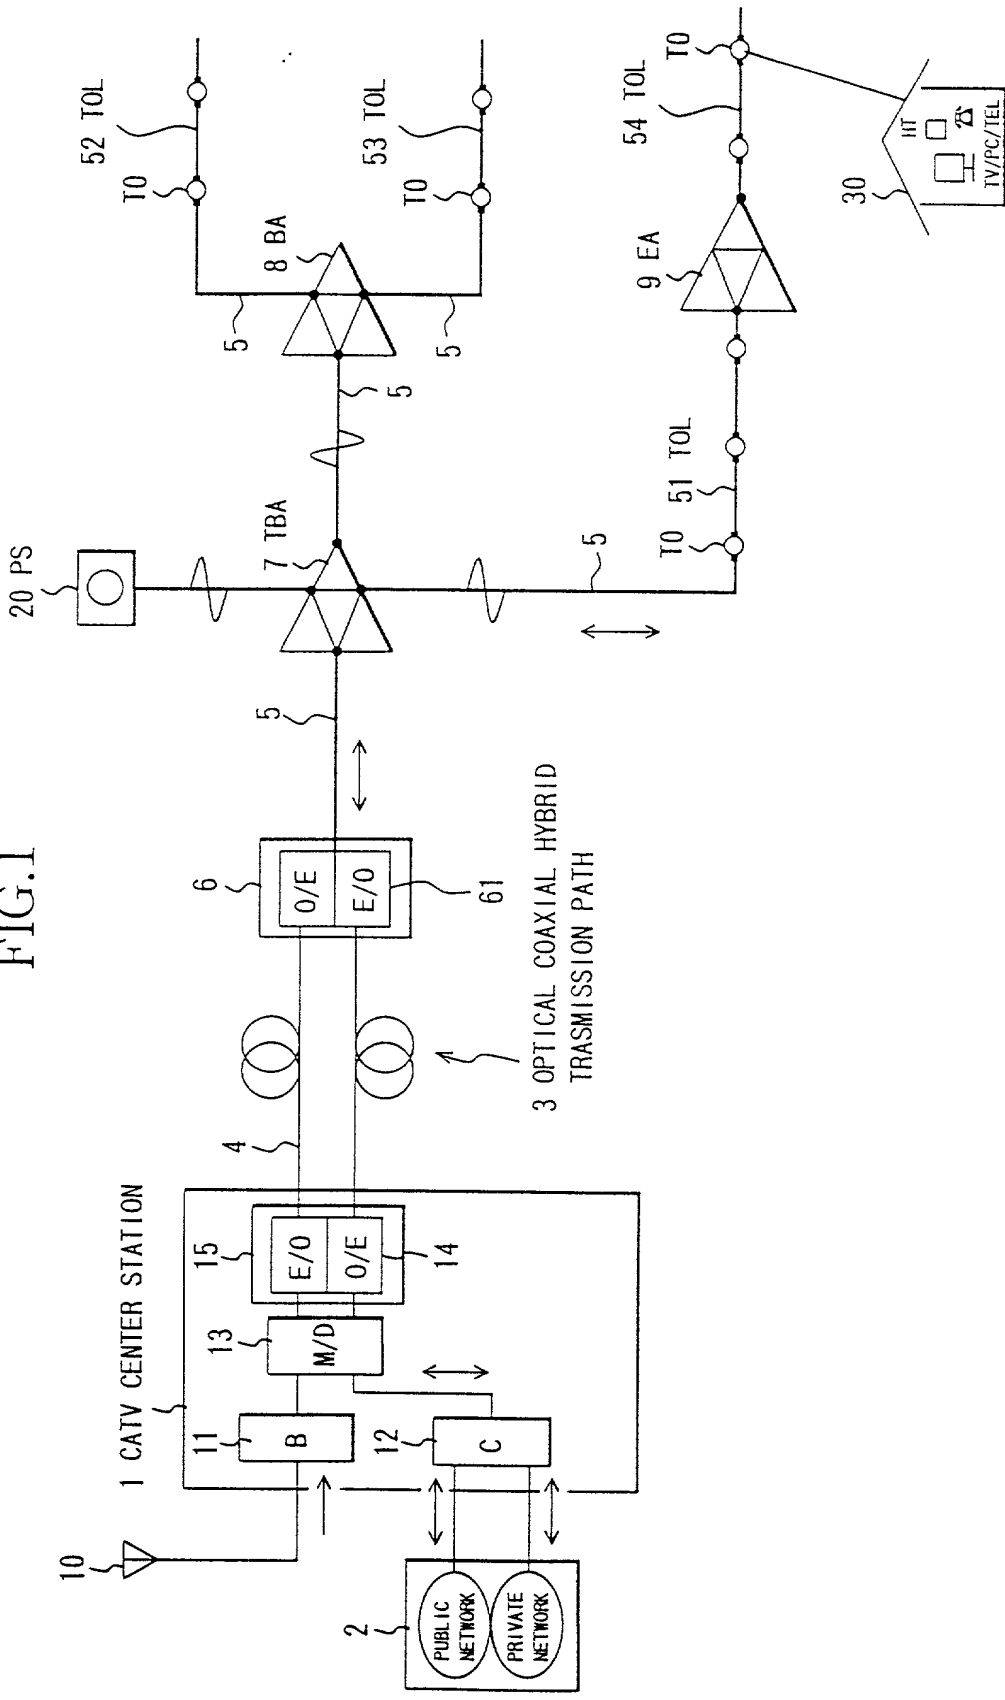 FIG.1
1 CATV CENTER STATION
10
11
B
12
C
13
M/D
15
E/O
O/E
14
2
PUBLIC
NETWORK
PRIVATE
NETWORK
4
3 OPTICAL COAXIAL HYBRID
TRASMISSION PATH
6
O/E
E/O
61
5
20 PS
7 TBA
5
5
8 BA
5
5
52 TOL
TO
53 TOL
TO
51 TOL
TO
9 EA
54 TOL
TO
30
HT
TV/PC/TEL